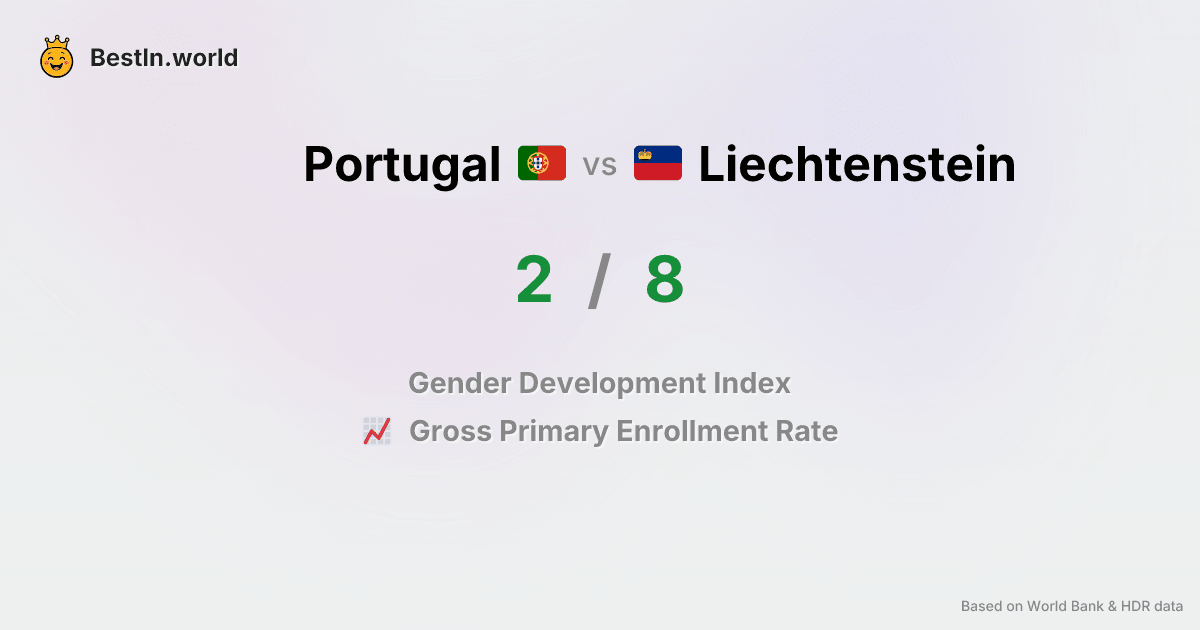 BestIn.world
Portugal vs Liechtenstein
2 / 8
Gender Development Index
Gross Primary Enrollment Rate
Based on World Bank & HDR data